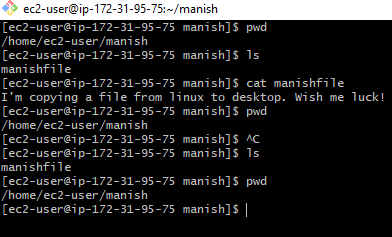 ec2-user@ip-172-31-95-75:~/manish
[ec2-user@ip-172-31-95-75 manish]$ pwd
/home/ec2-user/manish
[ec2-user@ip-172-31-95-75 manish]$ ls
manishfile
[ec2-user@ip-172-31-95-75 manish]$ cat manishfile
I'm copying a file from linux to desktop. Wish me luck!
[ec2-user@ip-172-31-95-75 manish]$ pwd
/home/ec2-user/manish
[ec2-user@ip-172-31-95-75 manish]$ ^C
[ec2-user@ip-172-31-95-75 manish]$ ls
manishfile
[ec2-user@ip-172-31-95-75 manish]$ pwd
/home/ec2-user/manish
[ec2-user@ip-172-31-95-75 manish]$